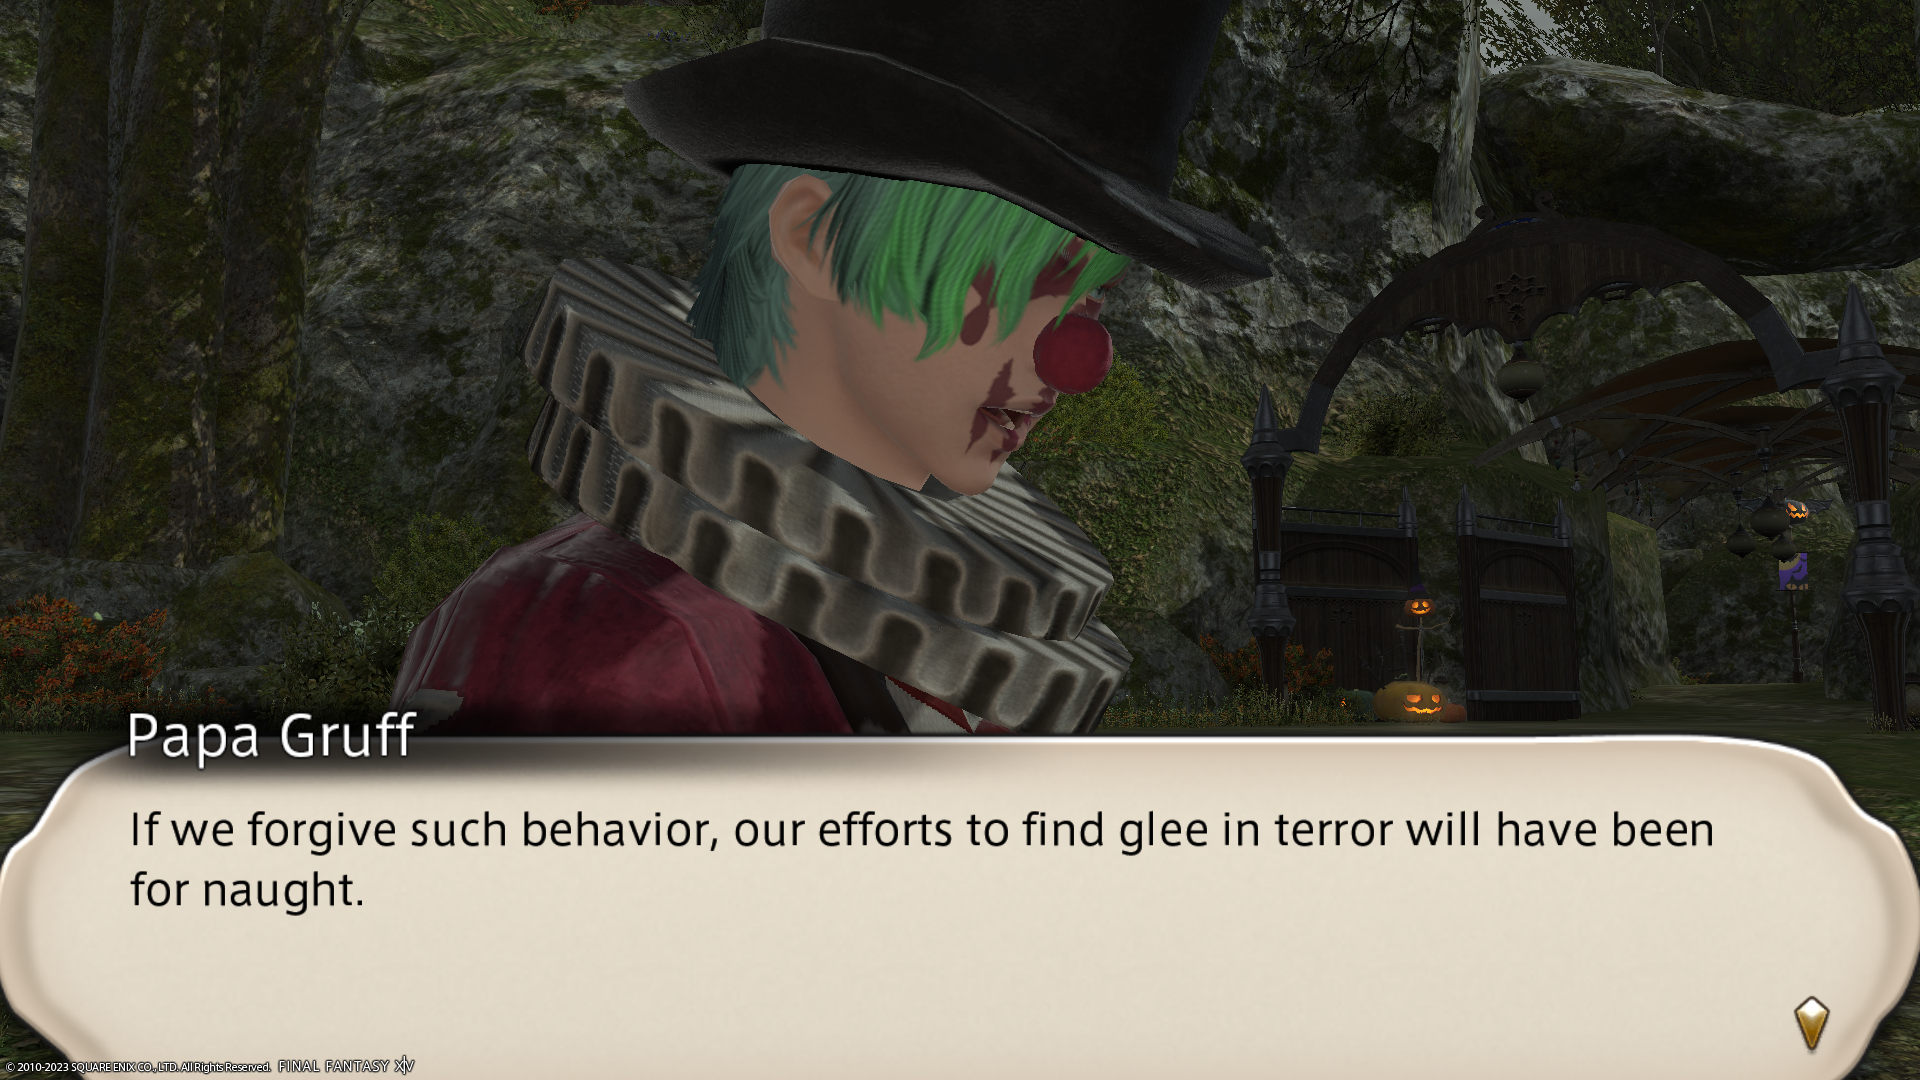 Papa Gruff
If we forgive such behavior, our efforts to find glee in terror will have been
for naught.
© 2010-2023 SQUARE ENIX CO., LTD. All Rights Reserved. FINAL FANTASY XIV